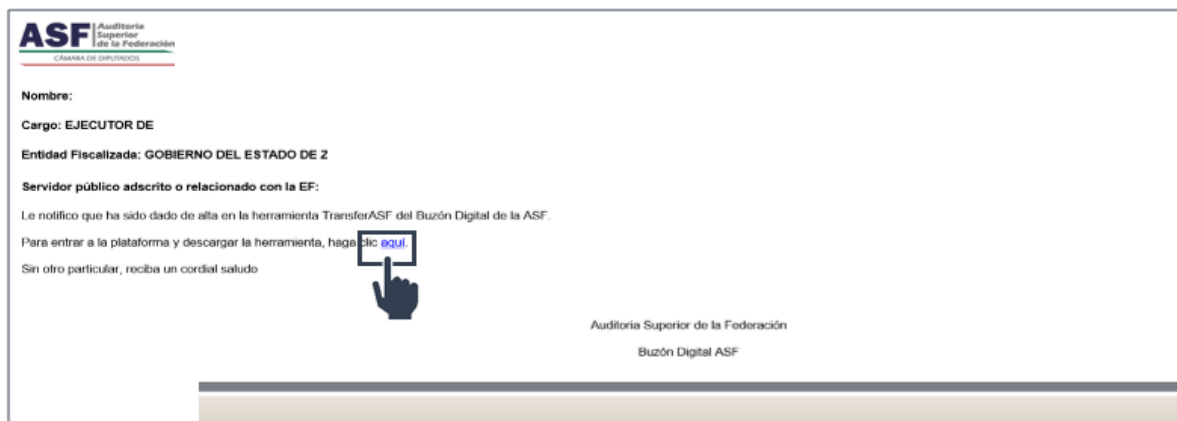 ASF Auditoría
Superior
de la Federación
CÁMARA DE DIPUTADOS
Nombre:
Cargo: EJECUTOR DE
Entidad Fiscalizada: GOBIERNO DEL ESTADO DE Z
Servidor público adscrito o relacionado con la EF:
Le notifico que ha sido dado de alta en la herramienta TransferASF del Buzón Digital de la ASF.
Para entrar a la plataforma y descargar la herramienta, haga clic aquí.
Sin otro particular, reciba un cordial saludo
Auditoria Superior de la Federación
Buzón Digital ASF